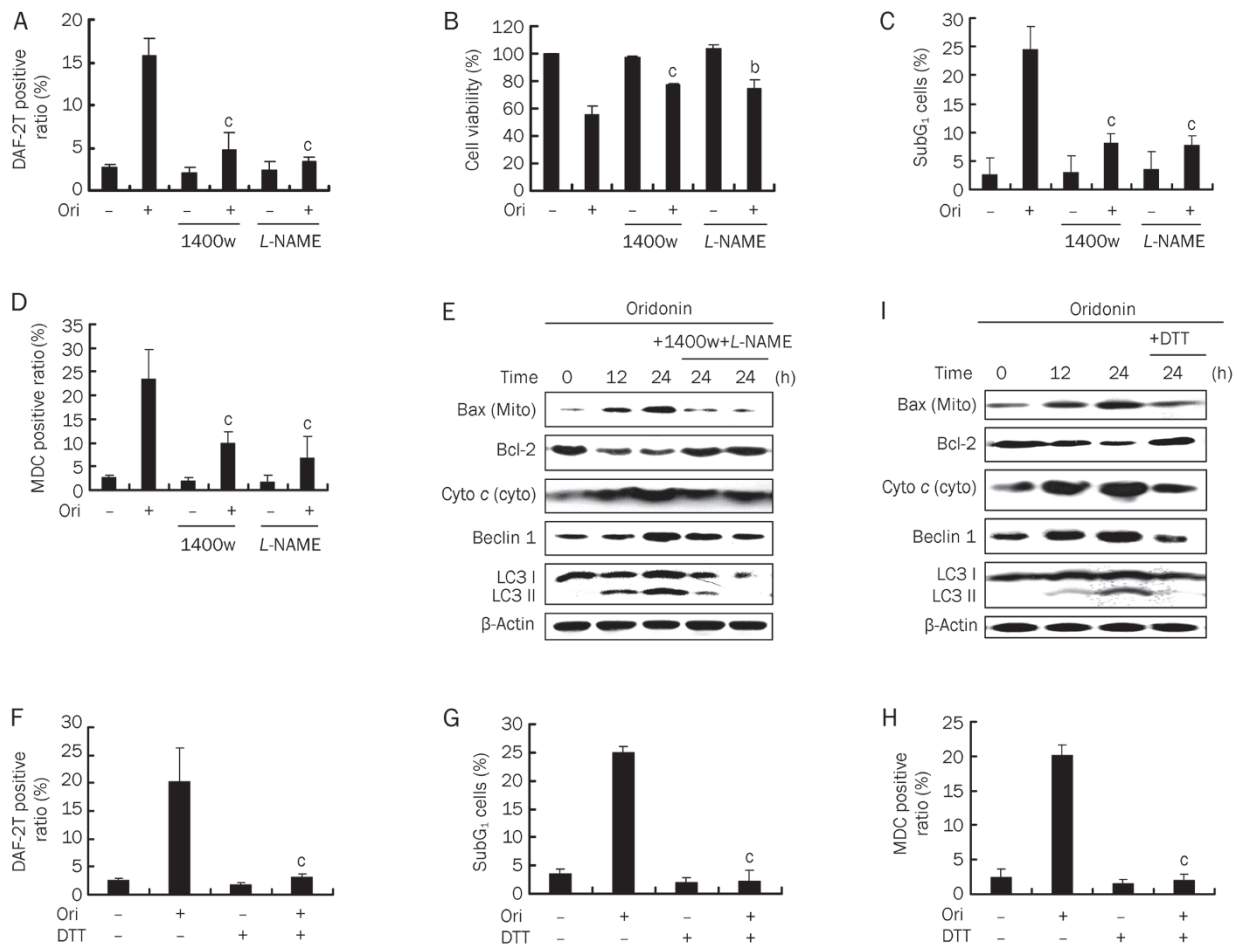 A
DAF-2T positive
ratio (%)
20
15
10
5
0
Ori – + – + – +
c c
1400w L-NAME
B
Cell viability (%)
120
100
80
60
40
20
0
– + – + – +
c b
1400w L-NAME
C
SubG₁ cells (%)
30
25
20
15
10
5
0
Ori – + – + – +
c c
1400w L-NAME
D
MDC positive ratio (%)
35
30
25
20
15
10
5
0
Ori – + – + – +
c c
1400w L-NAME
E
Oridonin
+1400w+L-NAME
Time 0 12 24 24 24 (h)
Bax (Mito)
Bcl-2
Cyto c (cyto)
Beclin 1
LC3 I
LC3 II
β-Actin
I
Oridonin
+DTT
Time 0 12 24 24 (h)
Bax (Mito)
Bcl-2
Cyto c (cyto)
Beclin 1
LC3 I
LC3 II
β-Actin
F
DAF-2T positive
ratio (%)
30
25
20
15
10
5
0
c
Ori – + – +
DTT – – + +
G
SubG₁ cells (%)
30
25
20
15
10
5
0
c
Ori – + – +
DTT – – + +
H
MDC positive
ratio (%)
25
20
15
10
5
0
c
Ori – + – +
DTT – – + +